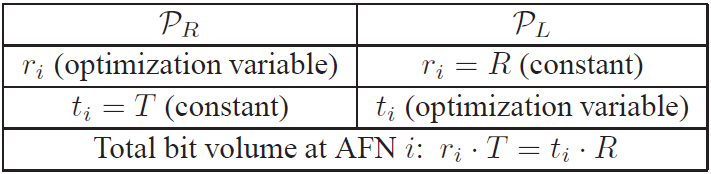 𝒫_R 𝒫_L
r_i (optimization variable) r_i = R (constant)
t_i = T (constant) t_i (optimization variable)
Total bit volume at AFN i: r_i · T = t_i · R